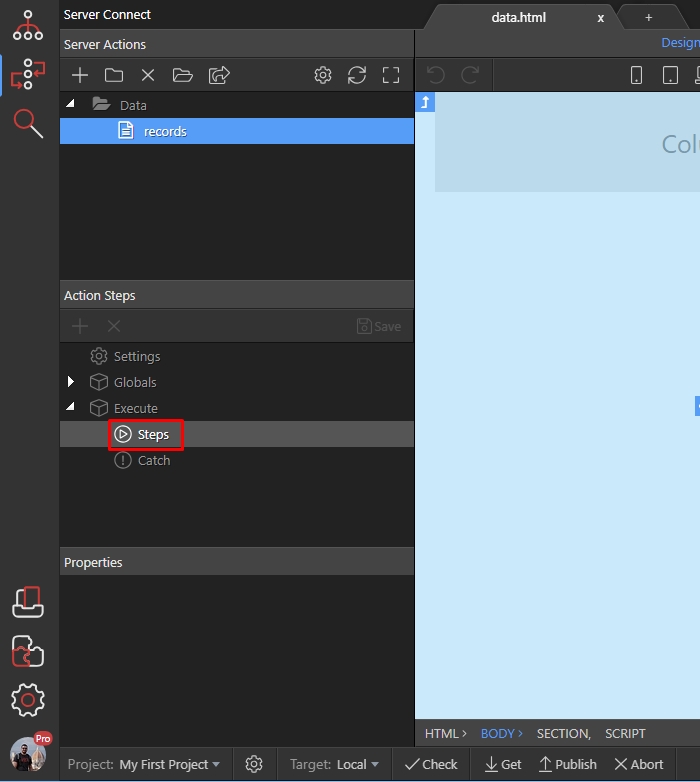 Server Connect
data.html x +
Server Actions
Design
Data
records
Action Steps
Save
Settings
Globals
Execute
Steps
Catch
Properties
HTML > BODY > SECTION, SCRIPT
Pro
Project: My First Project Target: Local Check Get Publish Abort